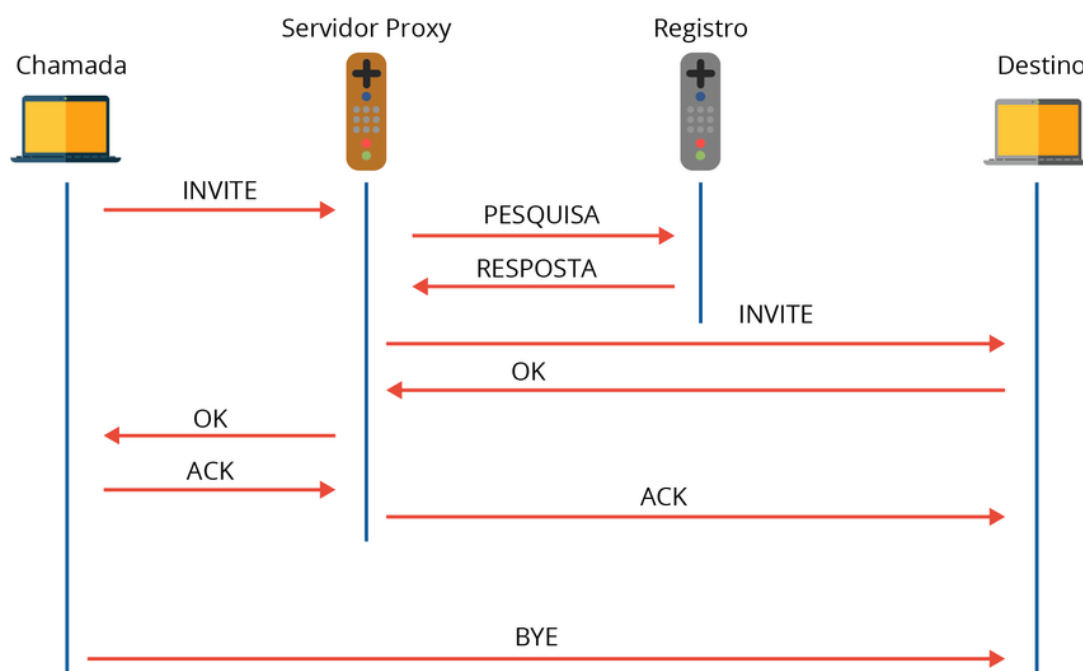 Servidor Proxy
Registro
Chamada
Destino
INVITE
PESQUISA
RESPOSTA
INVITE
OK
OK
ACK
ACK
BYE